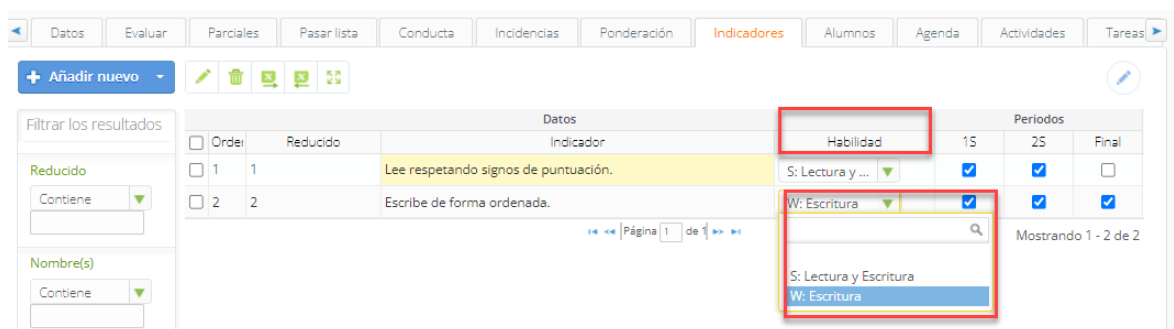 Datos Evaluar Parciales Pasar lista Conducta Incidencias Ponderación Indicadores Alumnos Agenda Actividades Tareas
Añadir nuevo
Filtrar los resultados
Datos Periodos
Orde Reducido Indicador Habilidad 1S 2S Final
Reducido
1 1 Lee respetando signos de puntuación. S: Lectura y ...
Contiene
2 2 Escribe de forma ordenada. W: Escritura
Página 1 de 1
Mostrando 1 - 2 de 2
Nombre(s)
S: Lectura y Escritura
Contiene
W: Escritura